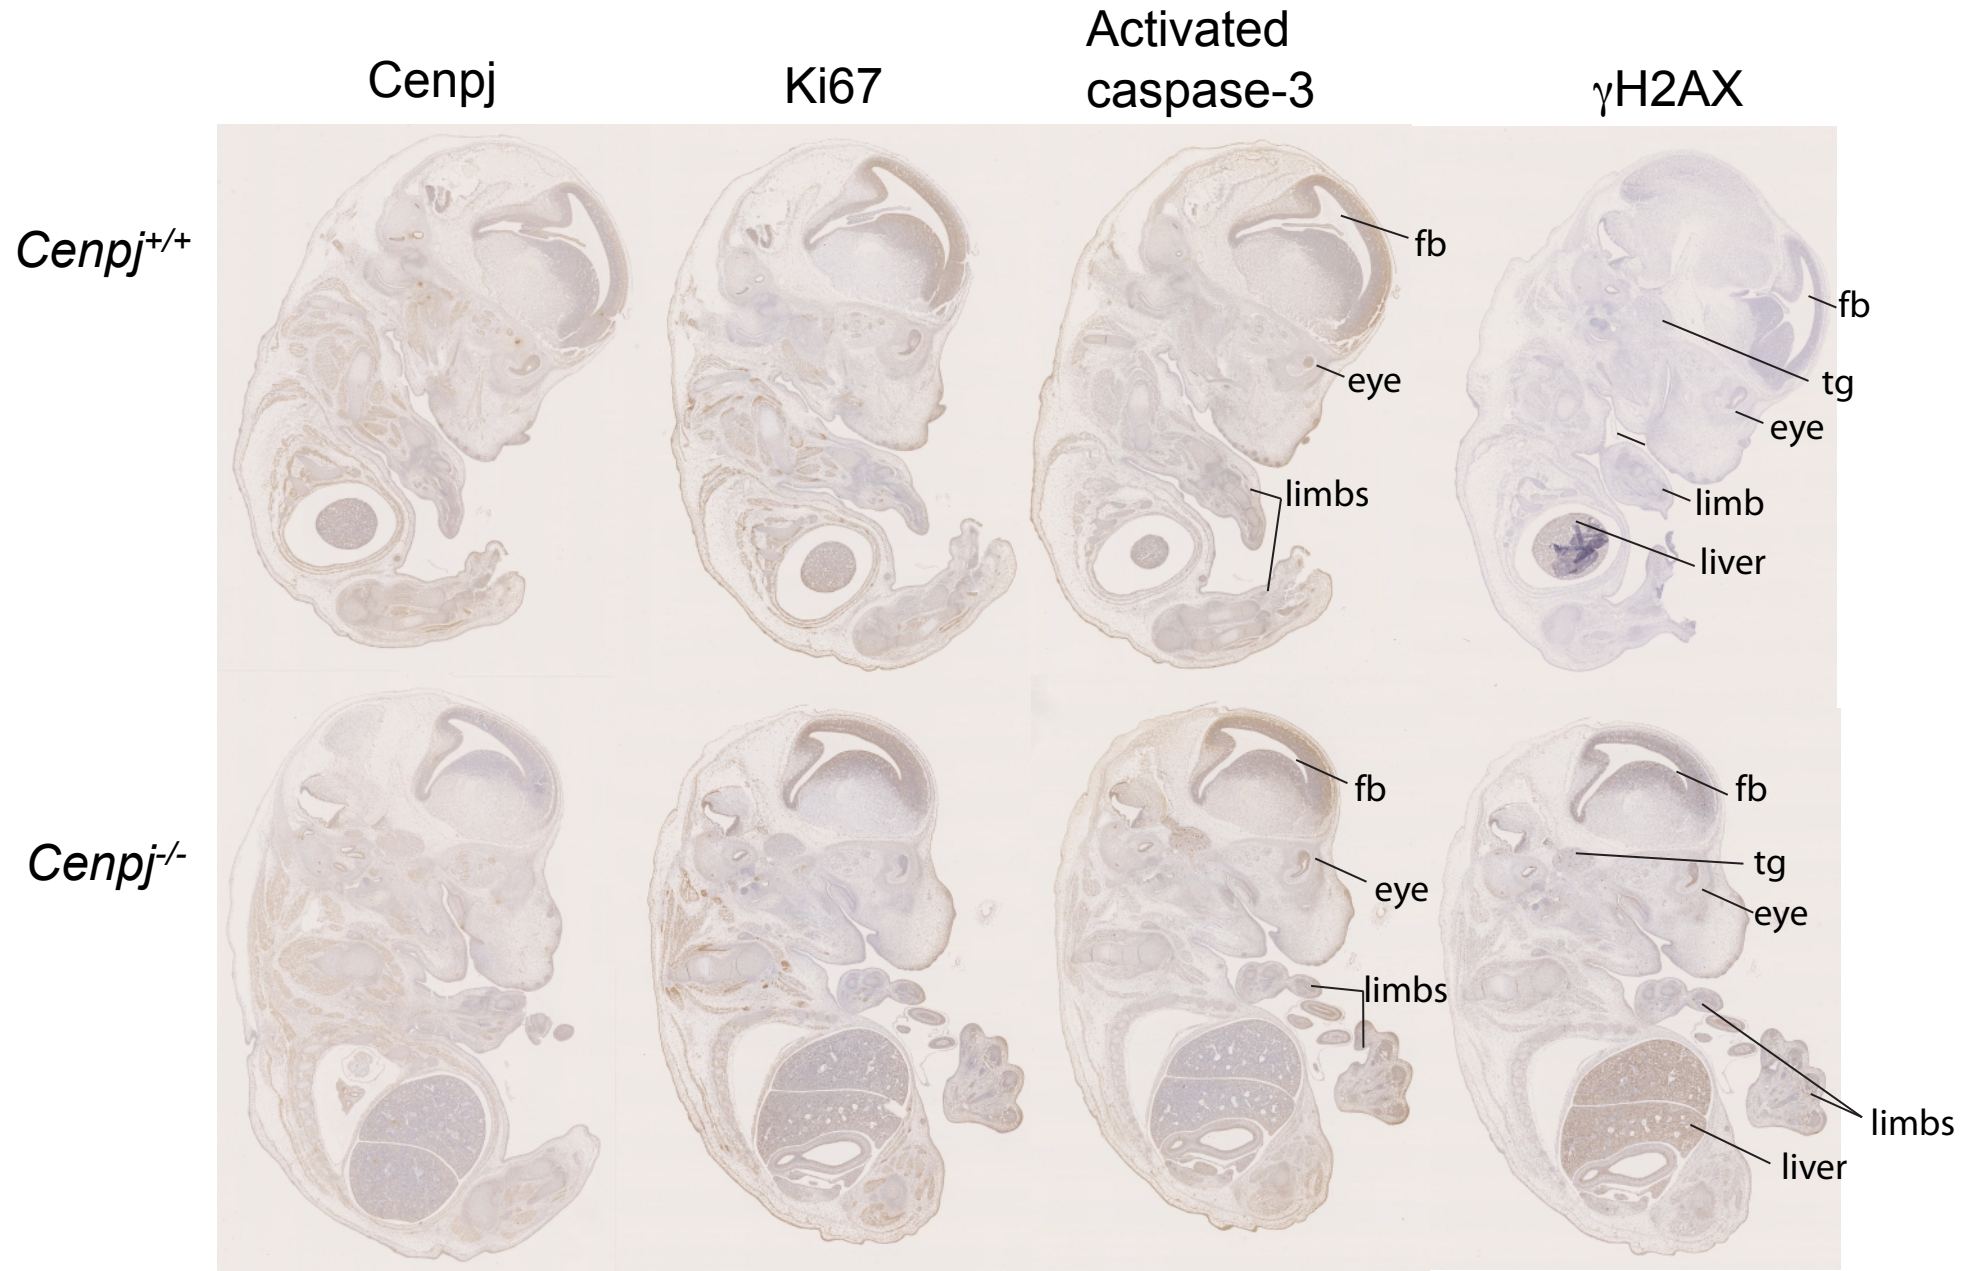 Cenpj
Ki67
Activated
caspase-3
γH2AX
Cenpj+/+
fb
eye
limbs
fb
tg
eye
limb
liver
Cenpj-/-
fb
eye
limbs
fb
tg
eye
limbs
liver